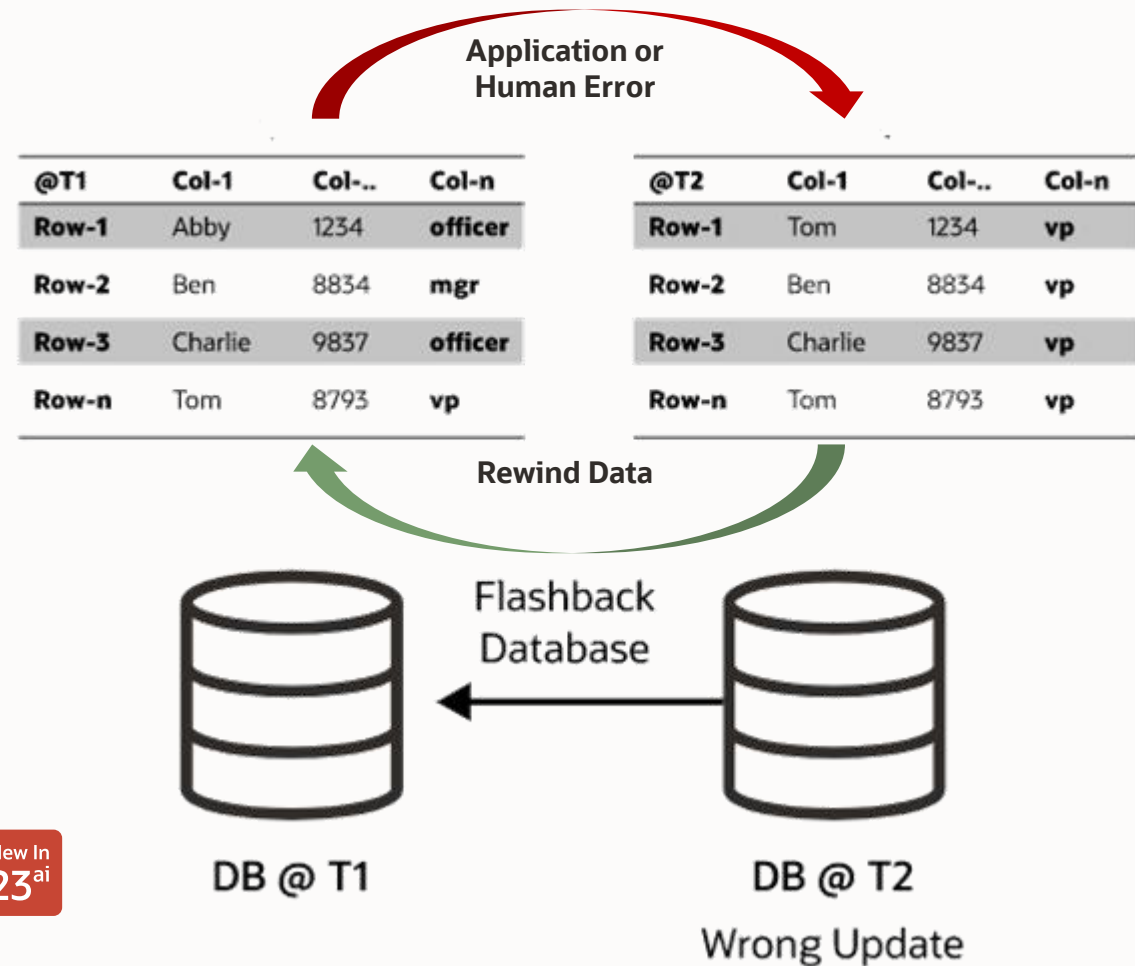 Application or
Human Error
@T1 Col-1 Col-.. Col-n
Row-1 Abby 1234 officer
Row-2 Ben 8834 mgr
Row-3 Charlie 9837 officer
Row-n Tom 8793 vp
@T2 Col-1 Col-.. Col-n
Row-1 Tom 1234 vp
Row-2 Ben 8834 vp
Row-3 Charlie 9837 vp
Row-n Tom 8793 vp
Rewind Data
Flashback
Database
DB @ T1
DB @ T2
Wrong Update
In
23ai